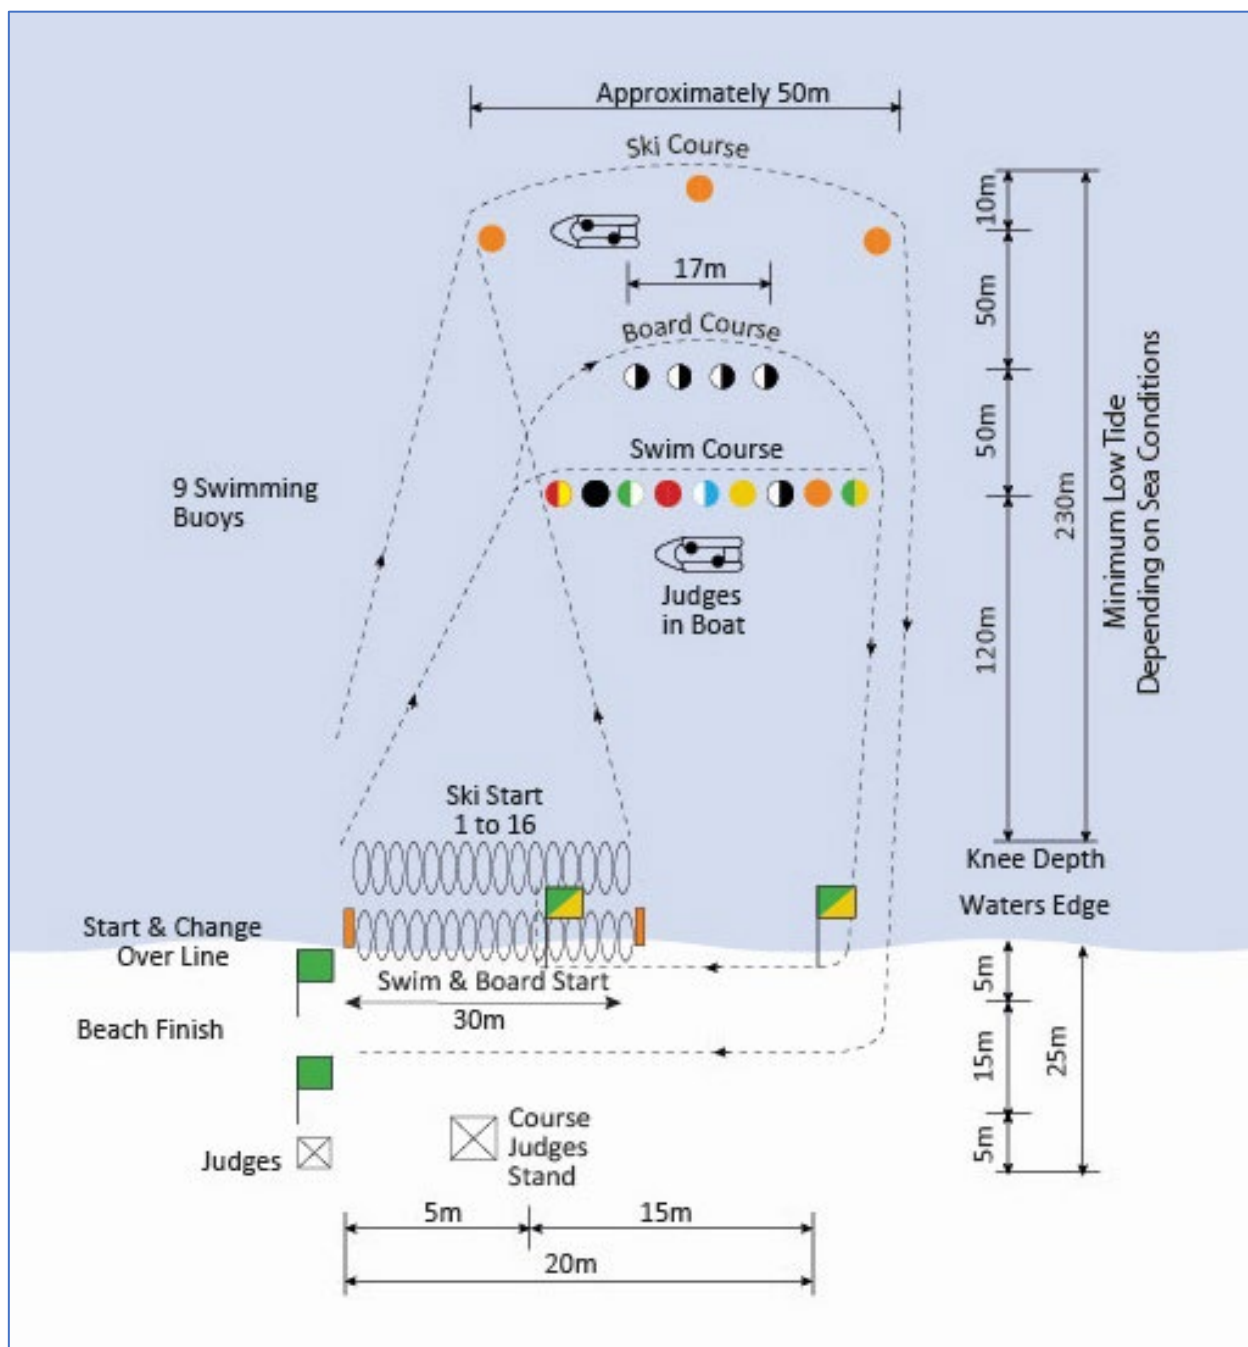 Approximately 50m
Ski Course
10m
17m
50m
Board Course
Minimum Low Tide
Depending on Sea Conditions
50m
Swim Course
9 Swimming
Buoys
230m
Judges
in Boat
120m
Ski Start
1 to 16
Knee Depth
Waters Edge
Start & Change
Over Line
Swim & Board Start
5m
30m
Beach Finish
15m
25m
Course
Judges
Stand
Judges
5m
5m
15m
20m